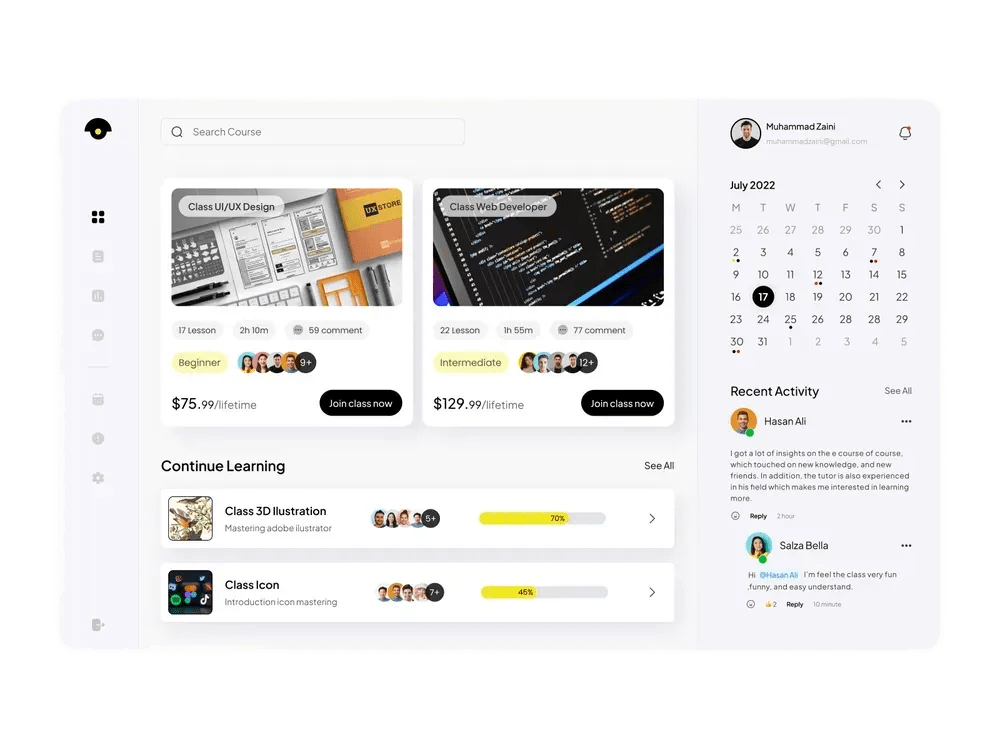 Search Course
Class UI/UX Design
UX STORE
17 Lesson
2h 10m
59 comment
Beginner
9+
$75.99/lifetime
Join class now
Class Web Developer
22 Lesson
1h 55m
77 comment
Intermediate
12+
$129.99/lifetime
Join class now
Continue Learning
See All
Class 3D Ilustration
Mastering adobe ilustrator
5+
70%
Class Icon
Introduction icon mastering
7+
45%
Muhammad Zaini
muhammadzaini@gmail.com
July 2022
M T W T F S S
25 26 27 28 29 30 1
2 3 4 5 6 7 8
9 10 11 12 13 14 15
16 17 18 19 20 21 22
23 24 25 26 28 28 29
30 31 1 2 3 4 5
Recent Activity
See All
Hasan Ali
I got a lot of insights on the e course of course,
which touched on new knowledge, and new
friends. In addition, the tutor is also experienced
in his field which makes me interested in learning
more.
Reply 2 hour
Salza Bella
Hi @Hasan Ali I'm feel the class very fun
,funny, and easy understand.
2 Reply 10 minute